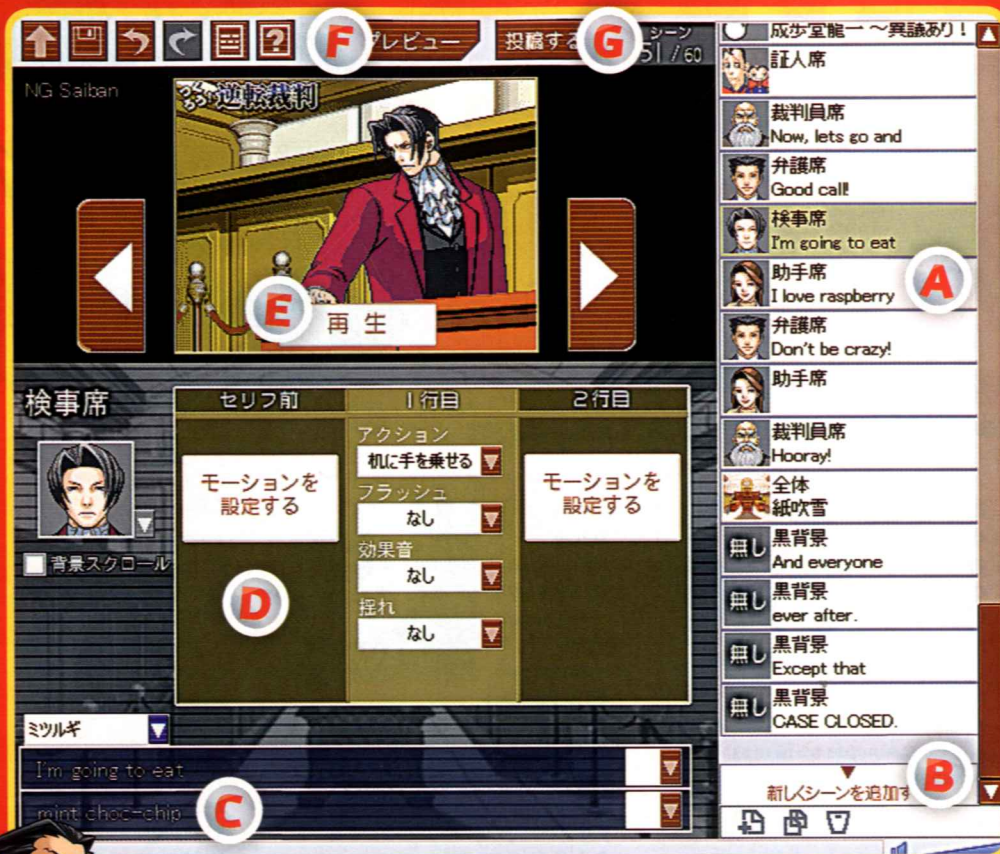 F プレビュー
投稿する G
シーン
51 / 60
NG Saiban
つくろう 逆転裁判
E
再生
検事席
背景スクロール
セリフ前
1行目
2行目
モーションを
設定する
アクション
机に手を乗せる
フラッシュ
なし
効果音
なし
揺れ
なし
モーションを
設定する
D
ミツルギ
I'm going to eat
mint choc-chip
C
成歩堂龍一 ～異議あり！
証人席
裁判員席
Now, lets go and
弁護席
Good call!
検事席
I'm going to eat
A
助手席
I love raspberry
弁護席
Don't be crazy!
助手席
裁判員席
Hooray!
全体
紙吹雪
無し
黒背景
And everyone
無し
黒背景
ever after.
無し
黒背景
Except that
無し
黒背景
CASE CLOSED.
新しくシーンを追加す
B